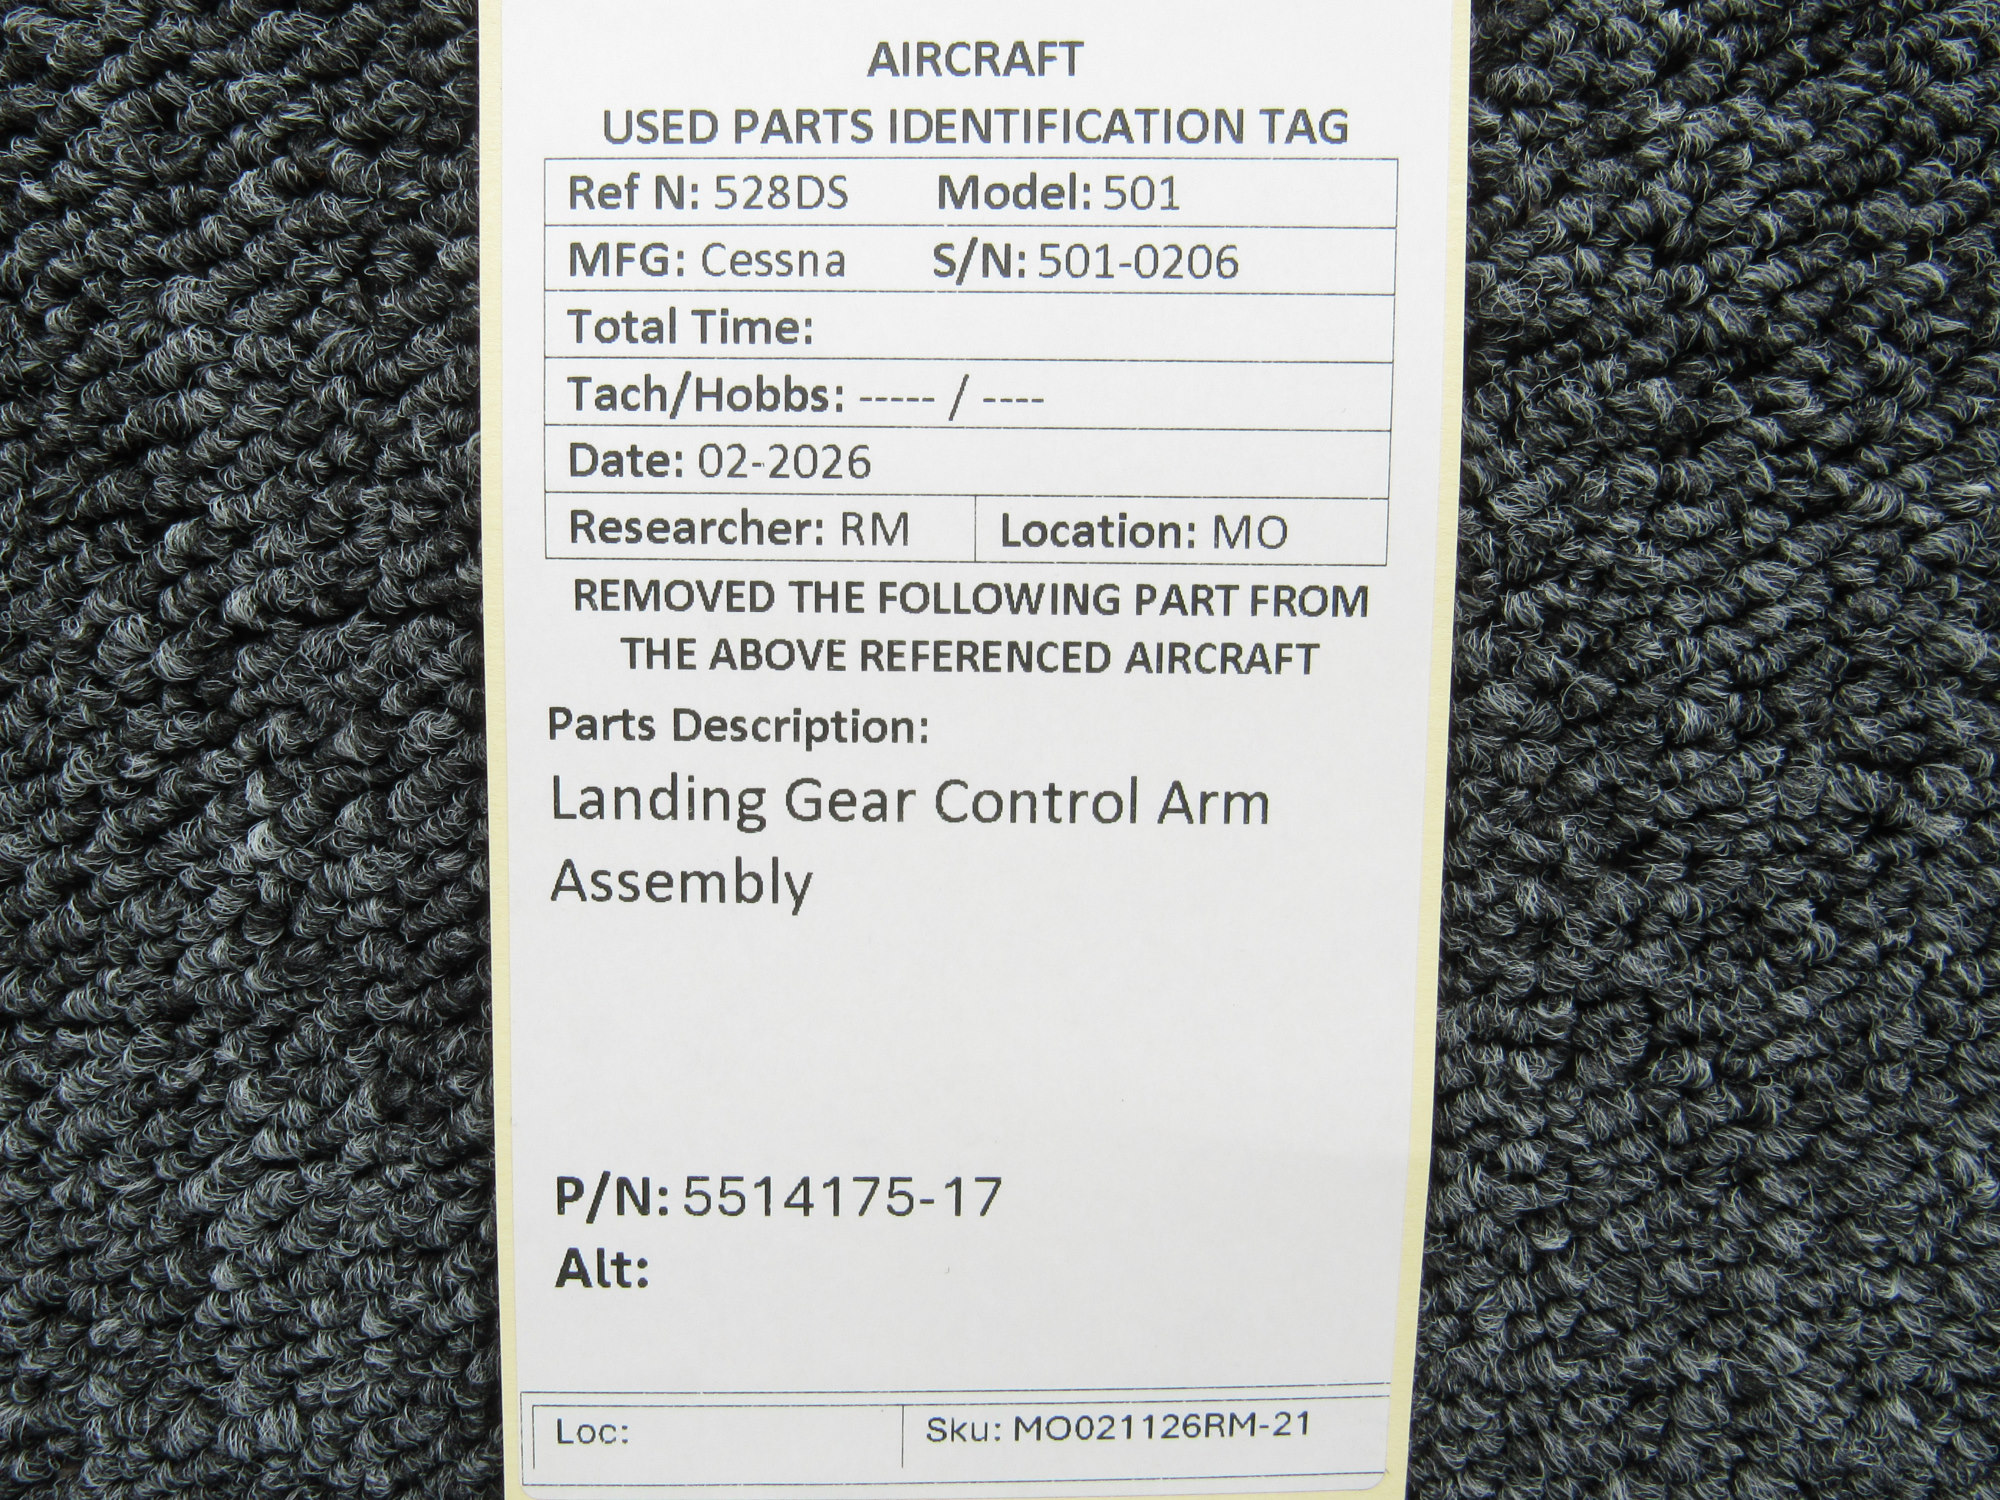 AIRCRAFT
USED PARTS IDENTIFICATION TAG
Ref N: 528DS Model: 501
MFG: Cessna S/N: 501-0206
Total Time:
Tach/Hobbs: ----- / ----
Date: 02-2026
Researcher: RM Location: MO
REMOVED THE FOLLOWING PART FROM
THE ABOVE REFERENCED AIRCRAFT
Parts Description:
Landing Gear Control Arm
Assembly
P/N: 5514175-17
Alt:
Loc: Sku: MO021126RM-21